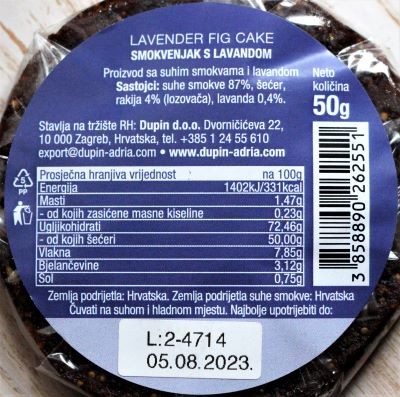 LAVENDER FIG CAKE
SMOKVENJAK S LAVANDOM
Proizvod sa suhim smokvama i lavandom
Sastojci: suhe smokve 87%, šećer,
rakija 4% (lozovača), lavanda 0,4%.
Neto
količina
50g
Stavlja na tržište RH: Dupin d.o.o. Dvorničićeva 22,
10 000 Zagreb, Hrvatska, tel. +385 1 24 55 610
export@dupin-adria.com • www.dupin-adria.com
Prosječna hranjiva vrijednost na 100g
Energija 1402kJ/331kcal
Masti 1,47g
- od kojih zasićene masne kiseline 0,23g
Ugljikohidrati 72,46g
- od kojih šećeri 50,00g
Vlakna 7,85g
Bjelančevine 3,12g
Sol 0,75g
5
PP
3 858890 262551
Zemlja podrijetla: Hrvatska. Zemlja podrijetla suhe smokve: Hrvatska
Čuvati na suhom i hladnom mjestu. Najbolje upotrijebiti do:
L:2-4714
05.08.2023.